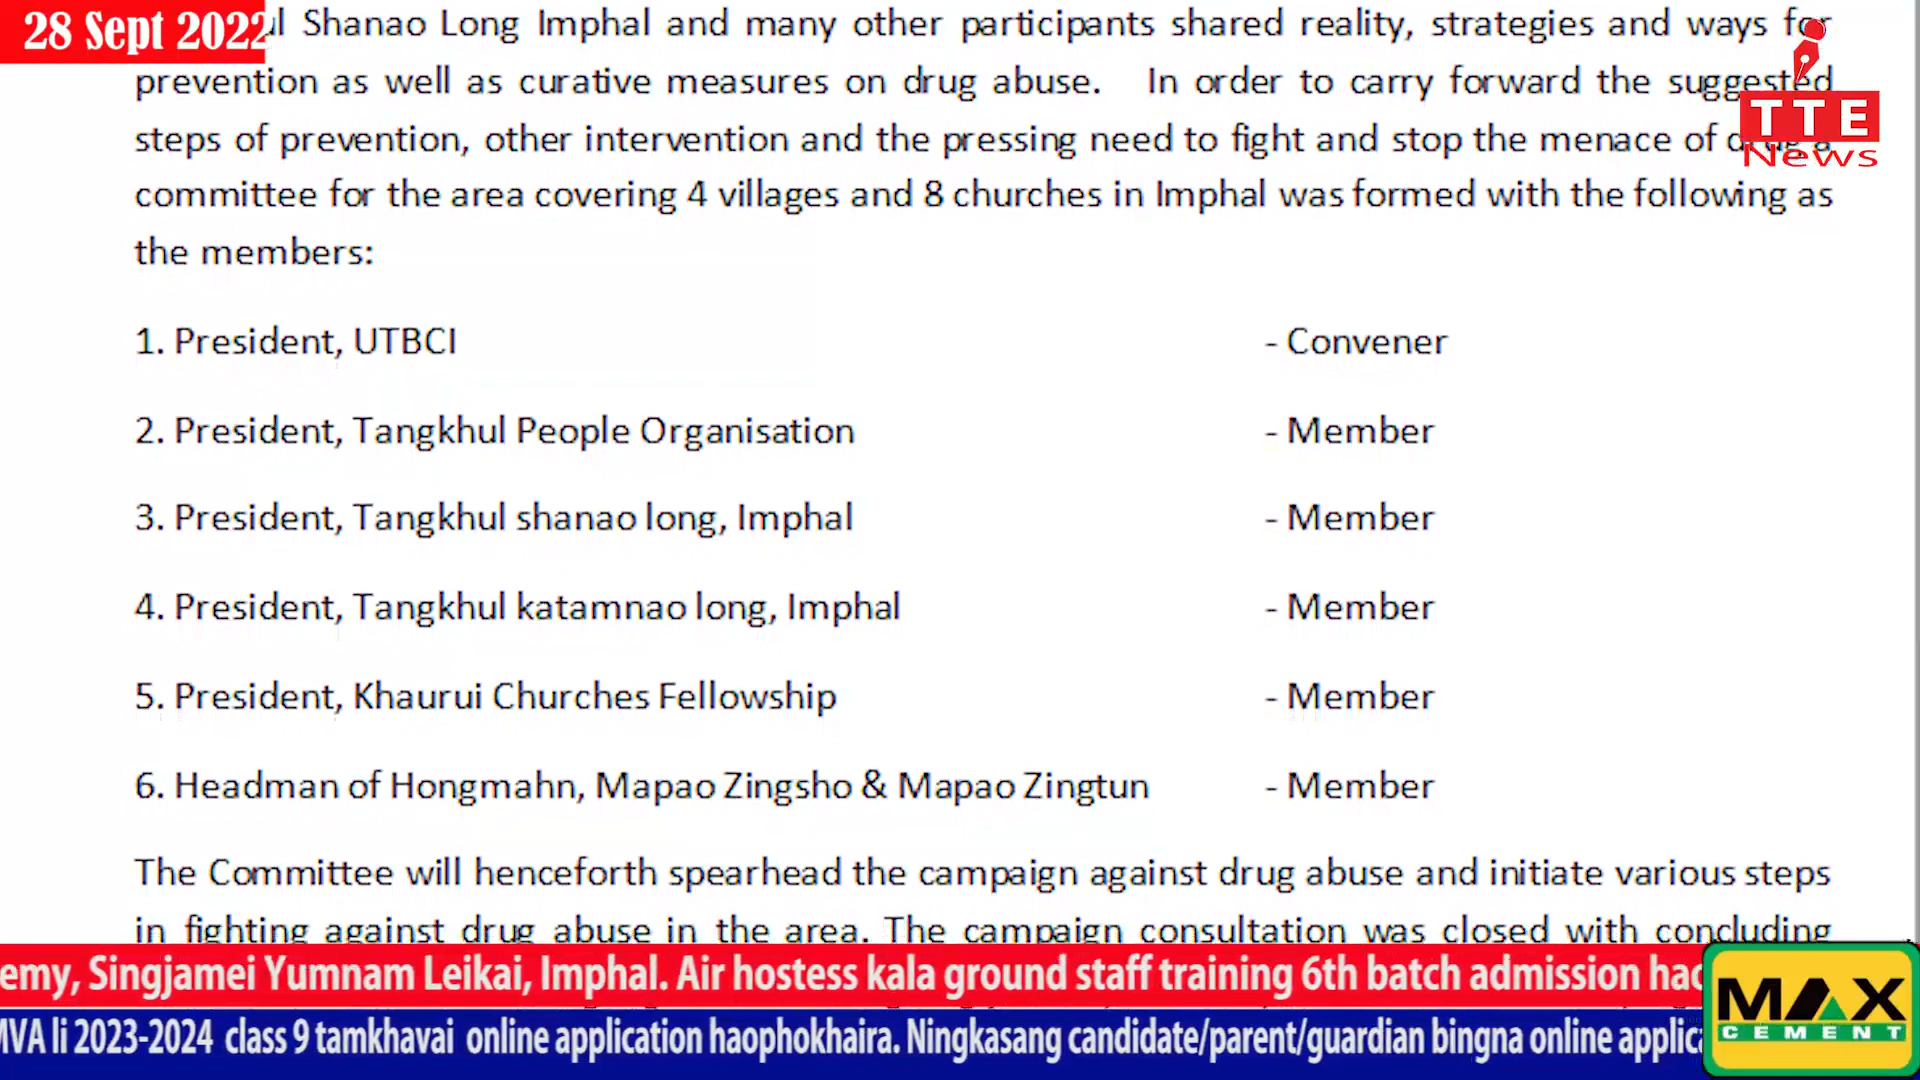 28 Sept 2022
Shanao Long Imphal and many other participants shared reality, strategies and ways for
prevention as well as curative measures on drug abuse. In order to carry forward the suggested
steps of prevention, other intervention and the pressing need to fight and stop the menace of drug a
committee for the area covering 4 villages and 8 churches in Imphal was formed with the following as
the members:
TTE
News
1. President, UTBCI - Convener
2. President, Tangkhul People Organisation - Member
3. President, Tangkhul shanao long, Imphal - Member
4. President, Tangkhul katamnao long, Imphal - Member
5. President, Khaurui Churches Fellowship - Member
6. Headman of Hongmahn, Mapao Zingsho & Mapao Zingtun - Member
The Committee will henceforth spearhead the campaign against drug abuse and initiate various steps
in fighting against drug abuse in the area. The campaign consultation was closed with concluding
emy, Singjamei Yumnam Leikai, Imphal. Air hostess kala ground staff training 6th batch admission hao
MVA li 2023-2024 class 9 tamkhavai online application haophokhaira. Ningkasang candidate/parent/guardian bingna online applica
MAX
CEMENT